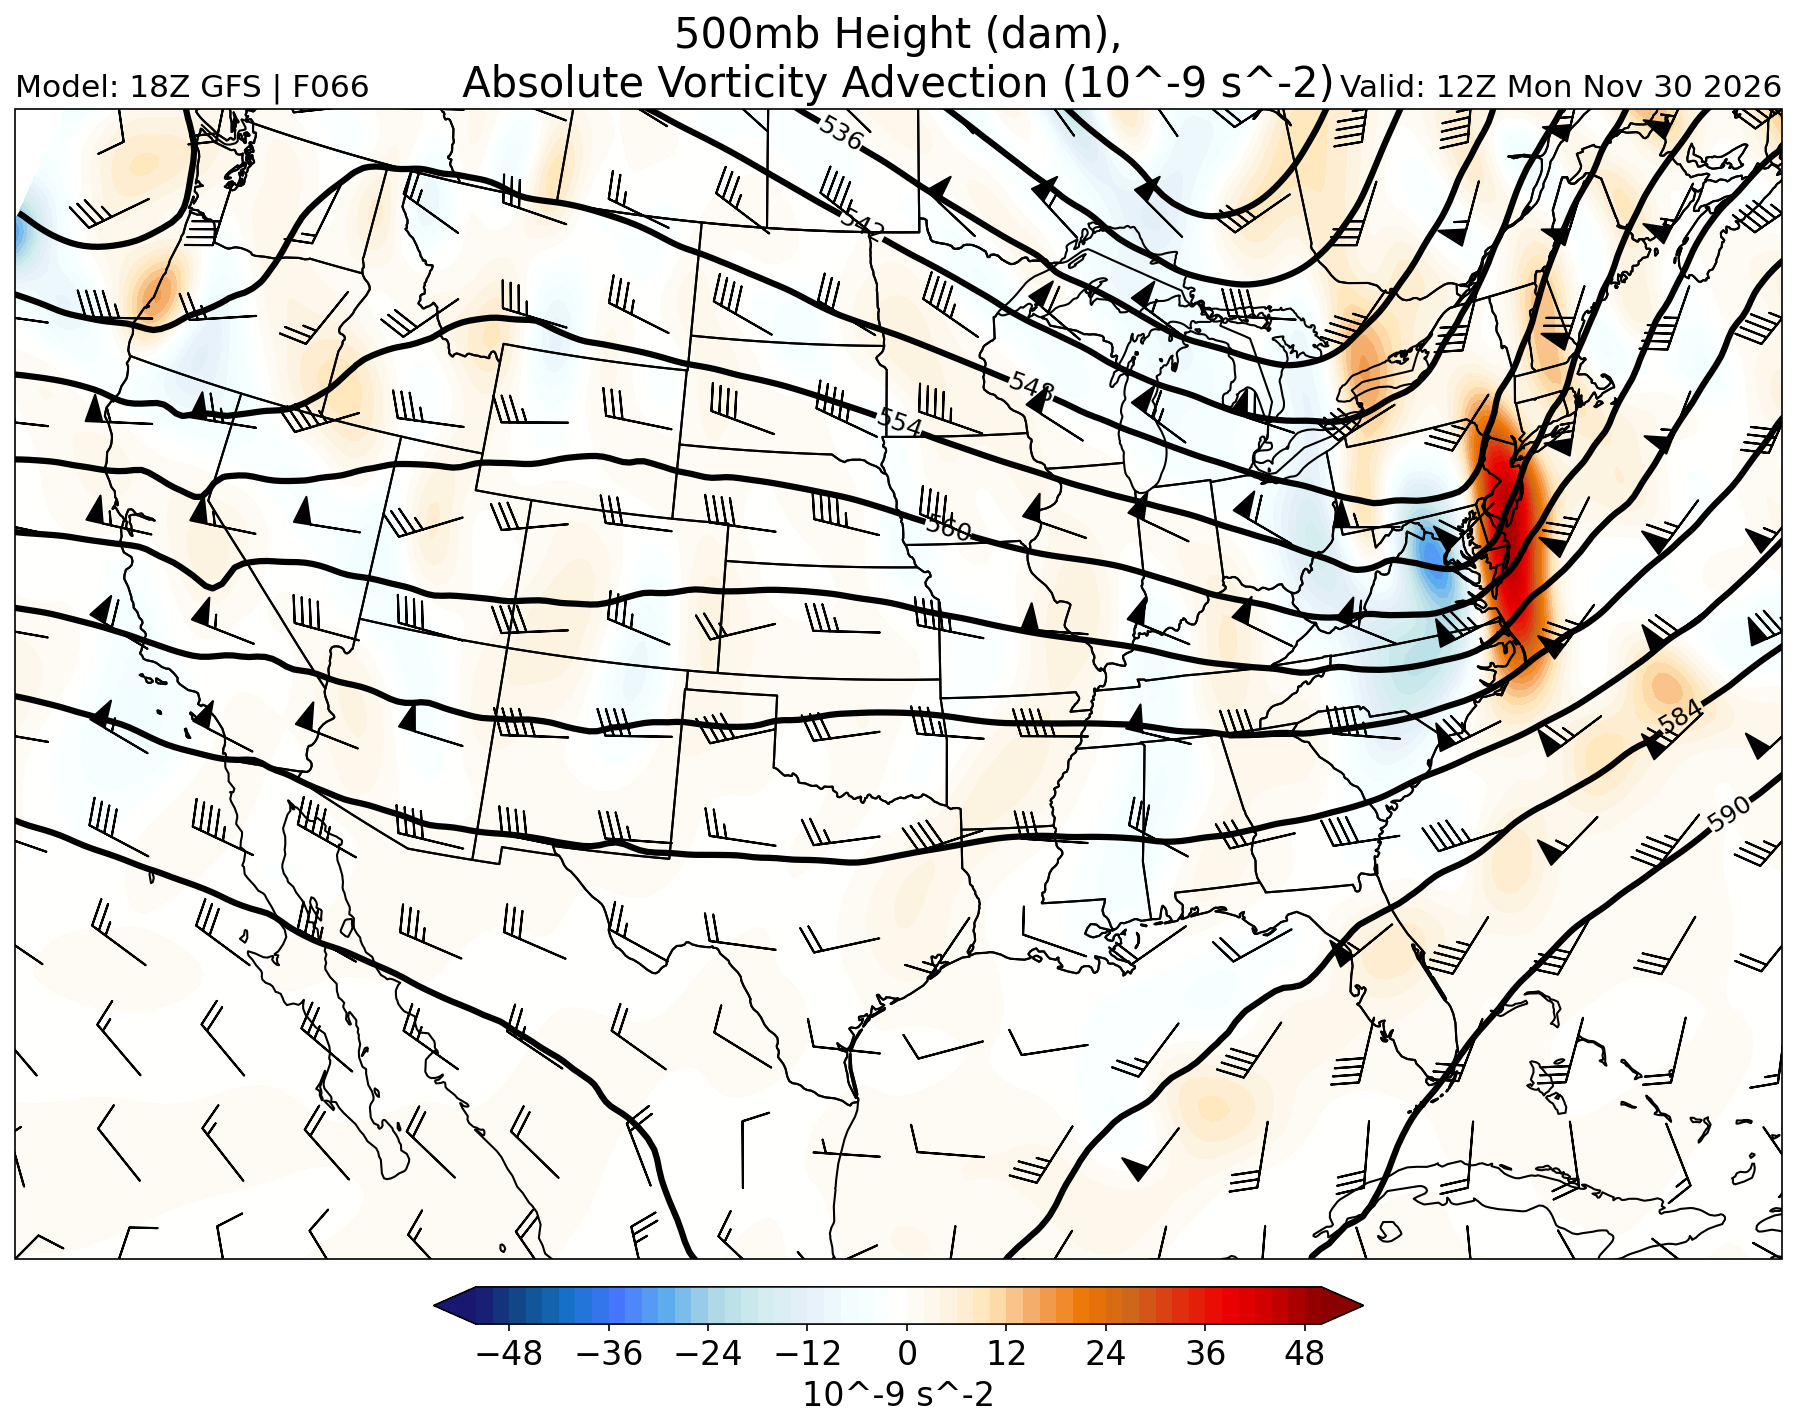 500mb Height (dam),
Model: 18Z GFS | F066
Absolute Vorticity Advection (10^-9 s^-2)
Valid: 12Z Mon Nov 30 2026
536
542
548
554
560
584
590
−48 −36 −24 −12 0 12 24 36 48
10^-9 s^-2